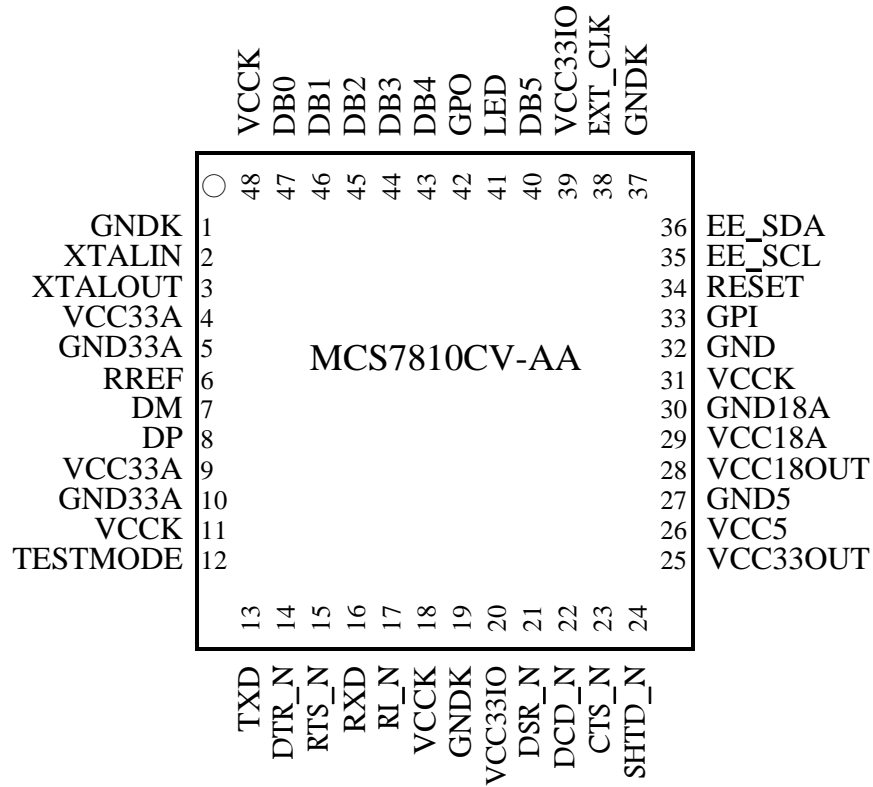 VCCK
DB0
DB1
DB2
DB3
DB4
GPO
LED
DB5
VCC33IO
EXT_CLK
GNDK
48
47
46
45
44
43
42
41
40
39
38
37
GNDK 1
XTALIN 2
XTALOUT 3
VCC33A 4
GND33A 5
RREF 6
DM 7
DP 8
VCC33A 9
GND33A 10
VCCK 11
TESTMODE 12
MCS7810CV-AA
36 EE_SDA
35 EE_SCL
34 RESET
33 GPI
32 GND
31 VCCK
30 GND18A
29 VCC18A
28 VCC18OUT
27 GND5
26 VCC5
25 VCC33OUT
13
14
15
16
17
18
19
20
21
22
23
24
TXD
DTR_N
RTS_N
RXD
RI_N
VCCK
GNDK
VCC33IO
DSR_N
DCD_N
CTS_N
SHTD_N